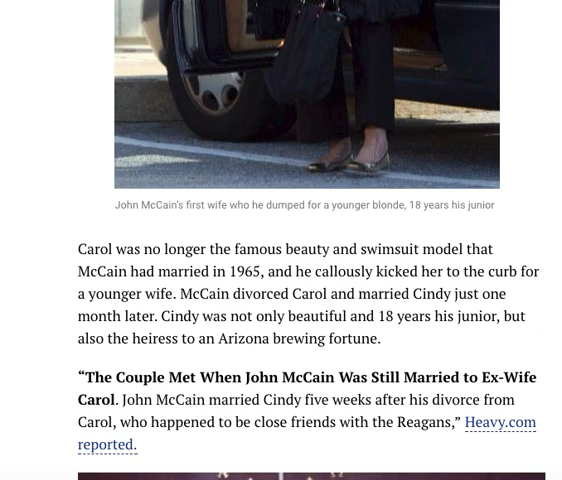 John McCain's first wife who he dumped for a younger blonde, 18 years his junior
Carol was no longer the famous beauty and swimsuit model that
McCain had married in 1965, and he callously kicked her to the curb for
a younger wife. McCain divorced Carol and married Cindy just one
month later. Cindy was not only beautiful and 18 years his junior, but
also the heiress to an Arizona brewing fortune.
“The Couple Met When John McCain Was Still Married to Ex-Wife
Carol. John McCain married Cindy five weeks after his divorce from
Carol, who happened to be close friends with the Reagans,” Heavy.com
reported.